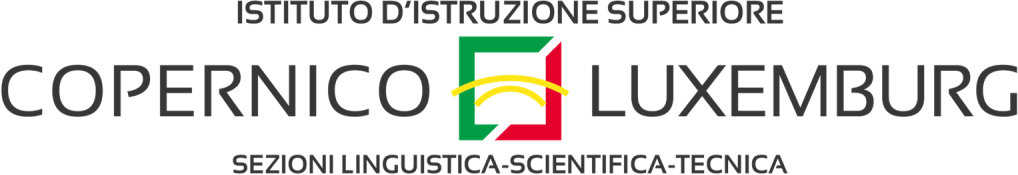 ISTITUTO D'ISTRUZIONE SUPERIORE
COPERNICO LUXEMBURG
SEZIONI LINGUISTICA-SCIENTIFICA-TECNICA